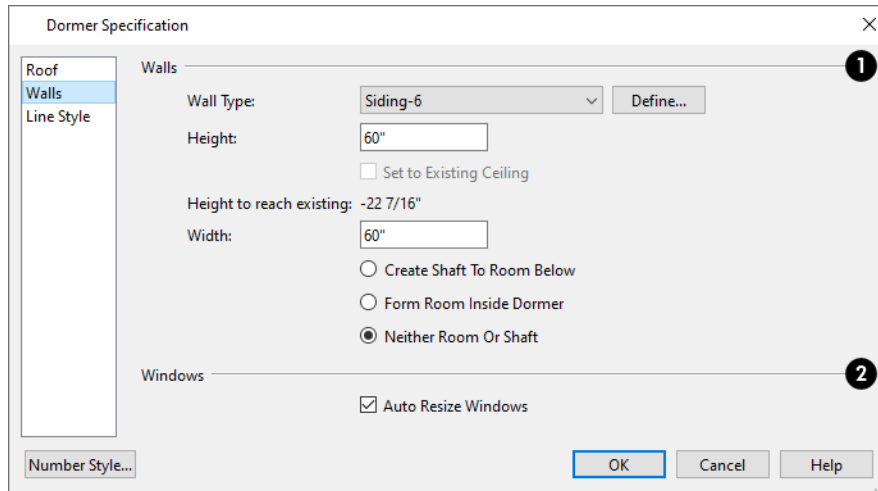 Dormer Specification
Roof
Walls
Line Style
Walls
1
Wall Type:
Siding-6
Define...
Height:
60"
Set to Existing Ceiling
Height to reach existing: -22 7/16"
Width:
60"
Create Shaft To Room Below
Form Room Inside Dormer
Neither Room Or Shaft
Windows
2
Auto Resize Windows
Number Style...
OK
Cancel
Help